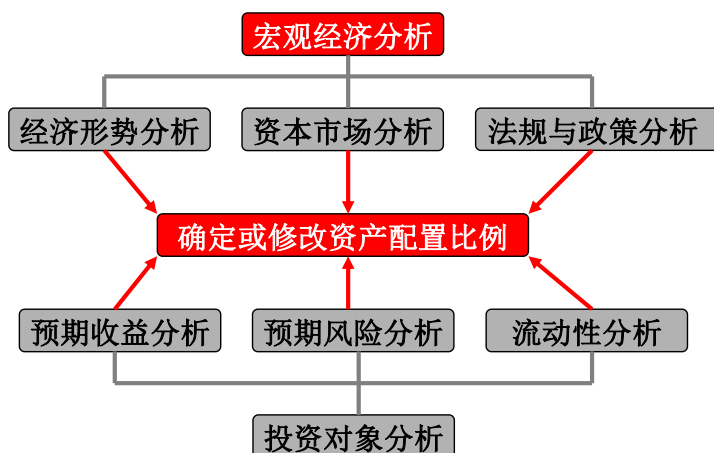 宏观经济分析
经济形势分析
资本市场分析
法规与政策分析
确定或修改资产配置比例
预期收益分析
预期风险分析
流动性分析
投资对象分析